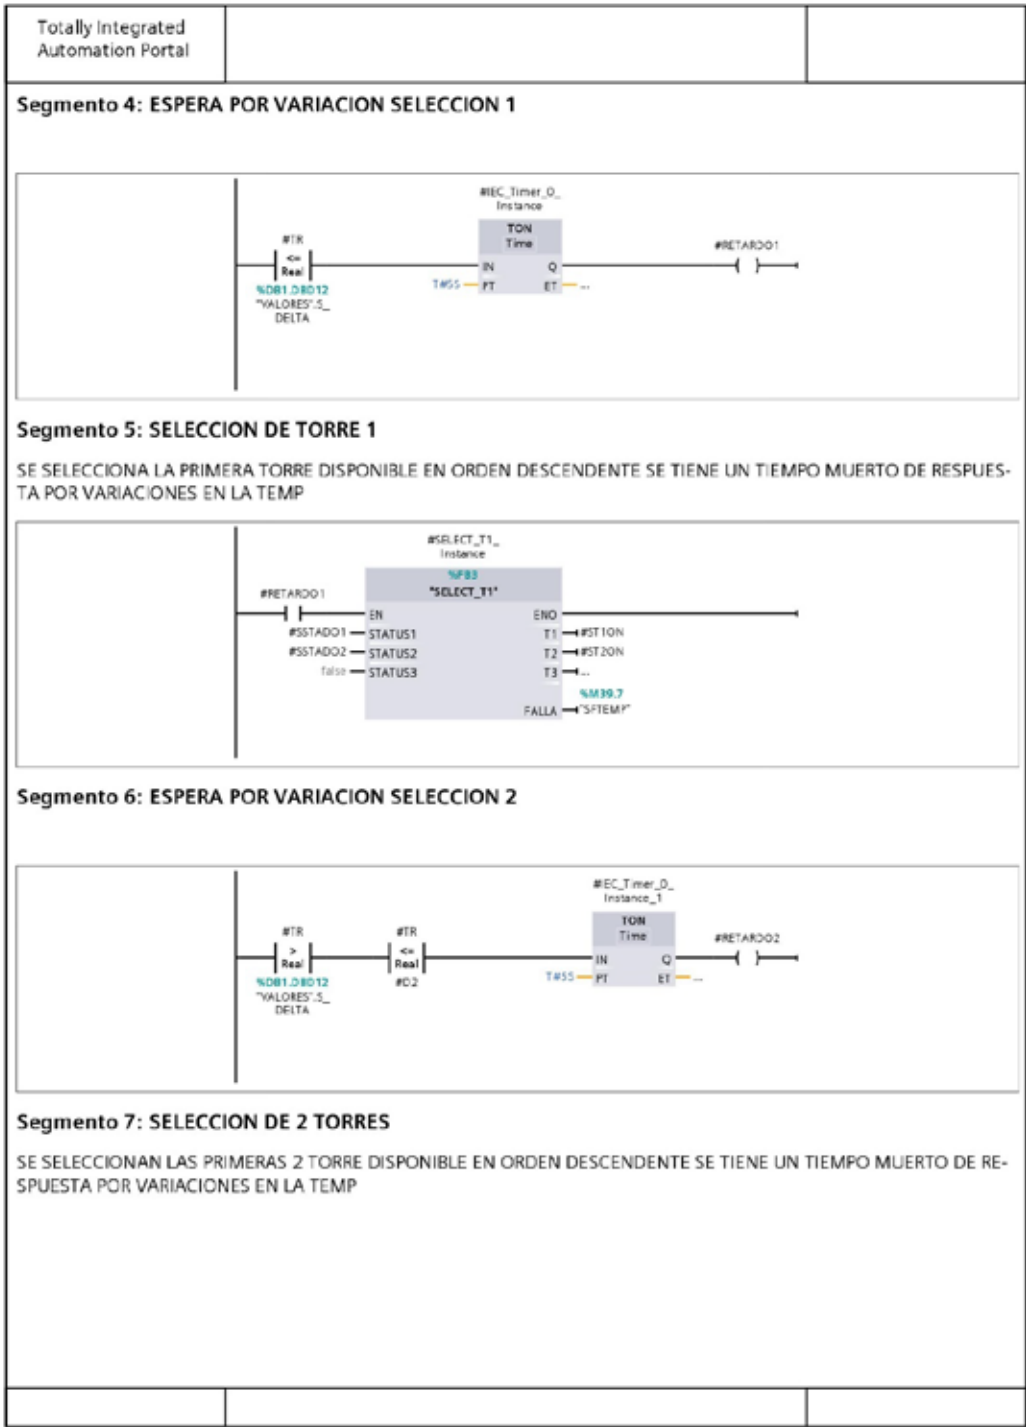 Totally Integrated
Automation Portal
Segmento 4: ESPERA POR VARIACION SELECCION 1
#IEC_Timer_0_
Instance
TON
Time
#TR
<=
Real
%DB1.DBD12
"VALORES".S_
DELTA
IN
Q
T#5S
PT
ET
...
#RETARDO1
Segmento 5: SELECCION DE TORRE 1
SE SELECCIONA LA PRIMERA TORRE DISPONIBLE EN ORDEN DESCENDENTE SE TIENE UN TIEMPO MUERTO DE RESPUES-
TA POR VARIACIONES EN LA TEMP
#SELECT_T1_
Instance
%FB3
"SELECT_T1"
#RETARDO1
EN
ENO
#SSTADO1
STATUS1
T1
#ST1ON
#SSTADO2
STATUS2
T2
#ST2ON
false
STATUS3
T3
...
%M39.7
FALLA
"SFTEMP"
Segmento 6: ESPERA POR VARIACION SELECCION 2
#IEC_Timer_0_
Instance_1
TON
Time
#TR
>
Real
%DB1.DBD12
"VALORES".S_
DELTA
#TR
<=
Real
#D2
IN
Q
T#5S
PT
ET
...
#RETARDO2
Segmento 7: SELECCION DE 2 TORRES
SE SELECCIONAN LAS PRIMERAS 2 TORRE DISPONIBLE EN ORDEN DESCENDENTE SE TIENE UN TIEMPO MUERTO DE RE-
SPUESTA POR VARIACIONES EN LA TEMP